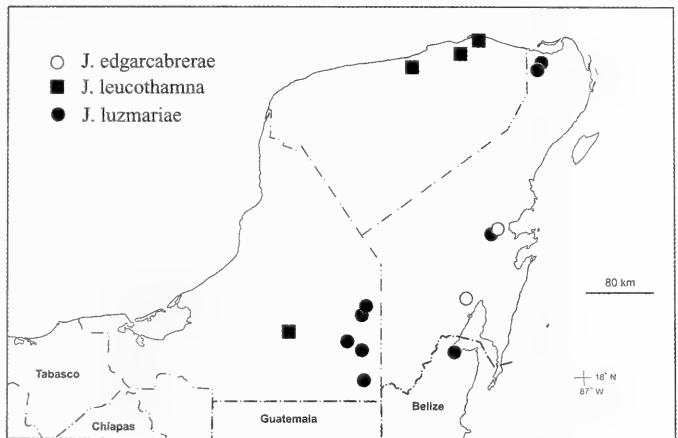 J. edgarcabrerae
J. leucothamna
J. luzmariae
80 km
18° N
87° W
Tabasco
Chiapas
Guatemala
Belize